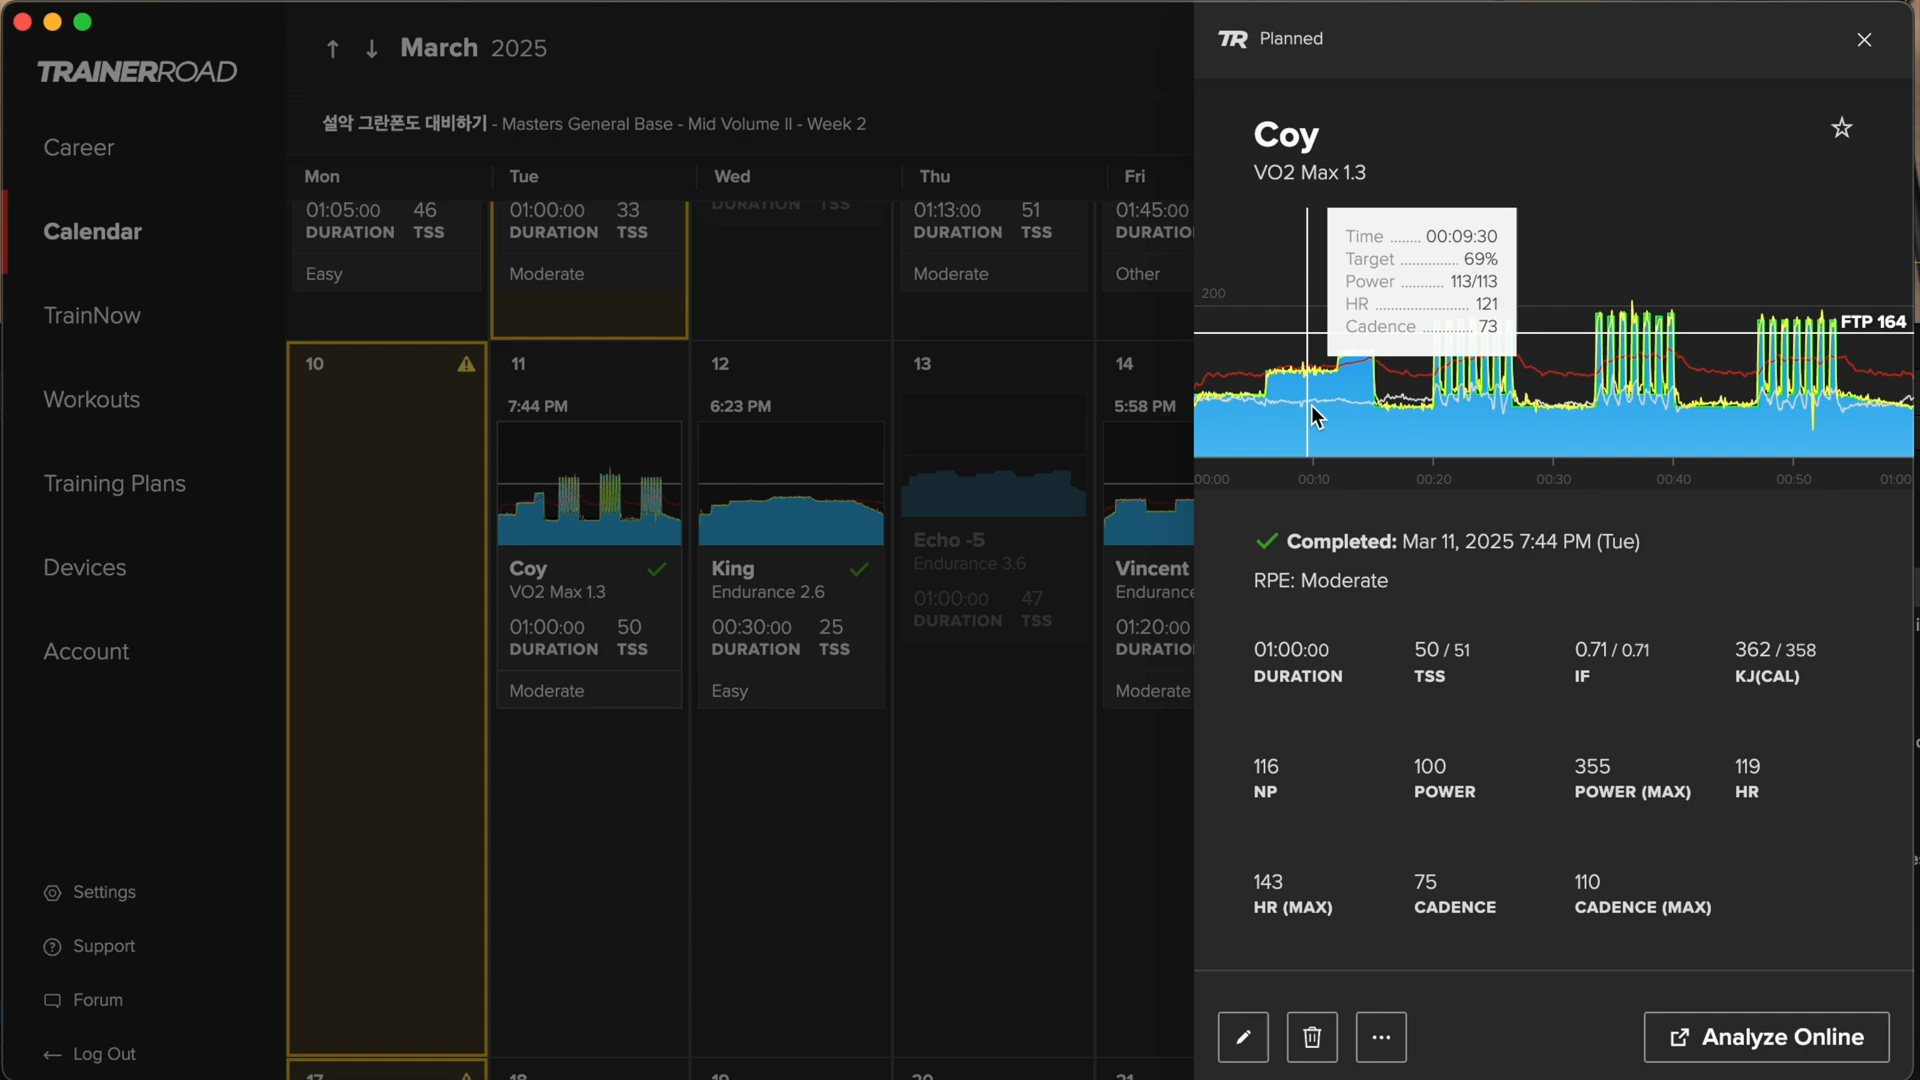 TRAINERROAD
Career
Calendar
TrainNow
Workouts
Training Plans
Devices
Account
Settings
Support
Forum
Log Out
March 2025
설악 그란폰도 대비하기 - Masters General Base - Mid Volume II - Week 2
Mon Tue Wed Thu Fri
01:05:00 46
DURATION TSS
Easy
01:00:00 33
DURATION TSS
Moderate
DURATION TSS
01:13:00 51
DURATION TSS
Moderate
01:45:00
DURATIO
Other
10
11
7:44 PM
Coy
VO2 Max 1.3
01:00:00 50
DURATION TSS
Moderate
12
6:23 PM
King
Endurance 2.6
00:30:00 25
DURATION TSS
Easy
13
Echo -5
Endurance 3.6
01:00:00 47
DURATION TSS
14
5:58 PM
Vincent
Endurance
01:20:00
DURATIO
Moderate
17 18 19 20 21
TR Planned
Coy
VO2 Max 1.3
Time ........ 00:09:30
Target .............. 69%
Power .......... 113/113
HR ....................... 121
Cadence ............. 73
200
FTP 164
00:00 00:10 00:20 00:30 00:40 00:50 01:00
Completed: Mar 11, 2025 7:44 PM (Tue)
RPE: Moderate
01:00:00 50 / 51 0.71 / 0.71 362 / 358
DURATION TSS IF KJ(CAL)
116 100 355 119
NP POWER POWER (MAX) HR
143 75 110
HR (MAX) CADENCE CADENCE (MAX)
Analyze Online